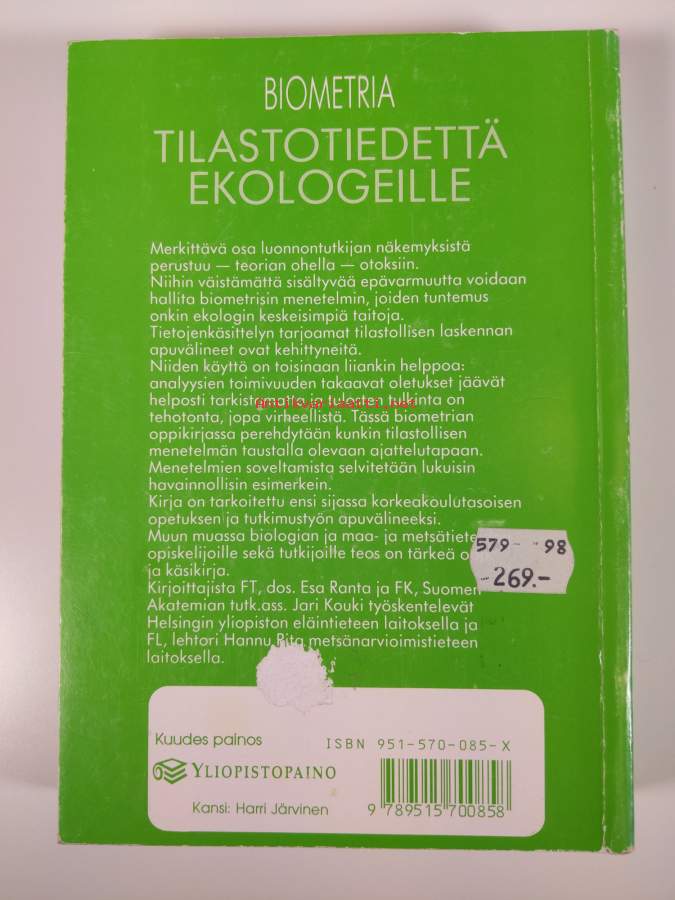 BIOMETRIA
TILASTOTIEDETTÄ
EKOLOGEILLE
Merkittävä osa luonnontutkijan näkemyksistä
perustuu — teorian ohella — otoksiin.
Niihin väistämättä sisältyvää epävarmuutta voidaan
hallita biometrisin menetelmin, joiden tuntemus
onkin ekologin keskeisimpiä taitoja.
Tietojenkäsittelyn tarjoamat tilastollisen laskennan
apuvälineet ovat kehittyneitä.
Niiden käyttö on toisinaan liiankin helppoa:
analyysien toimivuuden takaavat oletukset jäävät
helposti tarkistamatta ja tulosten tulkinta on
Antikvariaatti.net
tehotonta, jopa virheellistä. Tässä biometrian
oppikirjassa perehdytään kunkin tilastollisen
menetelmän taustalla olevaan ajattelutapaan.
Menetelmien soveltamista selvitetään lukuisin
havainnollisin esimerkein.
Kirja on tarkoitettu ensi sijassa korkeakoulutasoisen
opetuksen ja tutkimustyön apuvälineeksi.
Muun muassa biologian ja maa- ja metsätiete
opiskelijoille sekä tutkijoille teos on tärkeä o
ja käsikirja.
579 - 98
-269.-
Kirjoittajista FT, dos. Esa Ranta ja FK, Suomen
Akatemian tutk.ass. Jari Kouki työskentelevät
Helsingin yliopiston eläintieteen laitoksella ja
FL, lehtori Hannu Rita metsänarvioimistieteen
laitoksella.
Kuudes painos
ISBN 951-570-085-X
YLIOPISTOPAINO
Kansi: Harri Järvinen
9 789515 700858